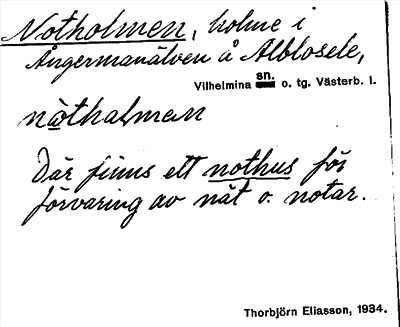 Notholmen, holme i
Ångermanälven å Alblosele,
Vilhelmina sn. o. tg. Västerb. l.
nòthalmen
Där finns ett nothus för
förvaring av nät o. notar.
Thorbjörn Eliasson, 1934.